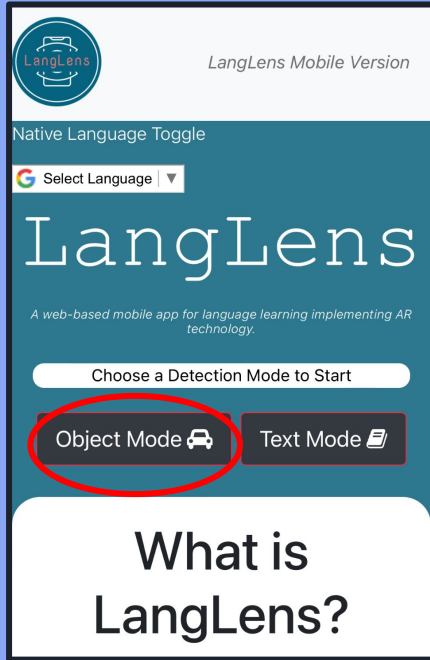 LangLens
LangLens Mobile Version
Native Language Toggle
Select Language
LangLens
A web-based mobile app for language learning implementing AR
technology.
Choose a Detection Mode to Start
Object Mode
Text Mode
What is
LangLens?